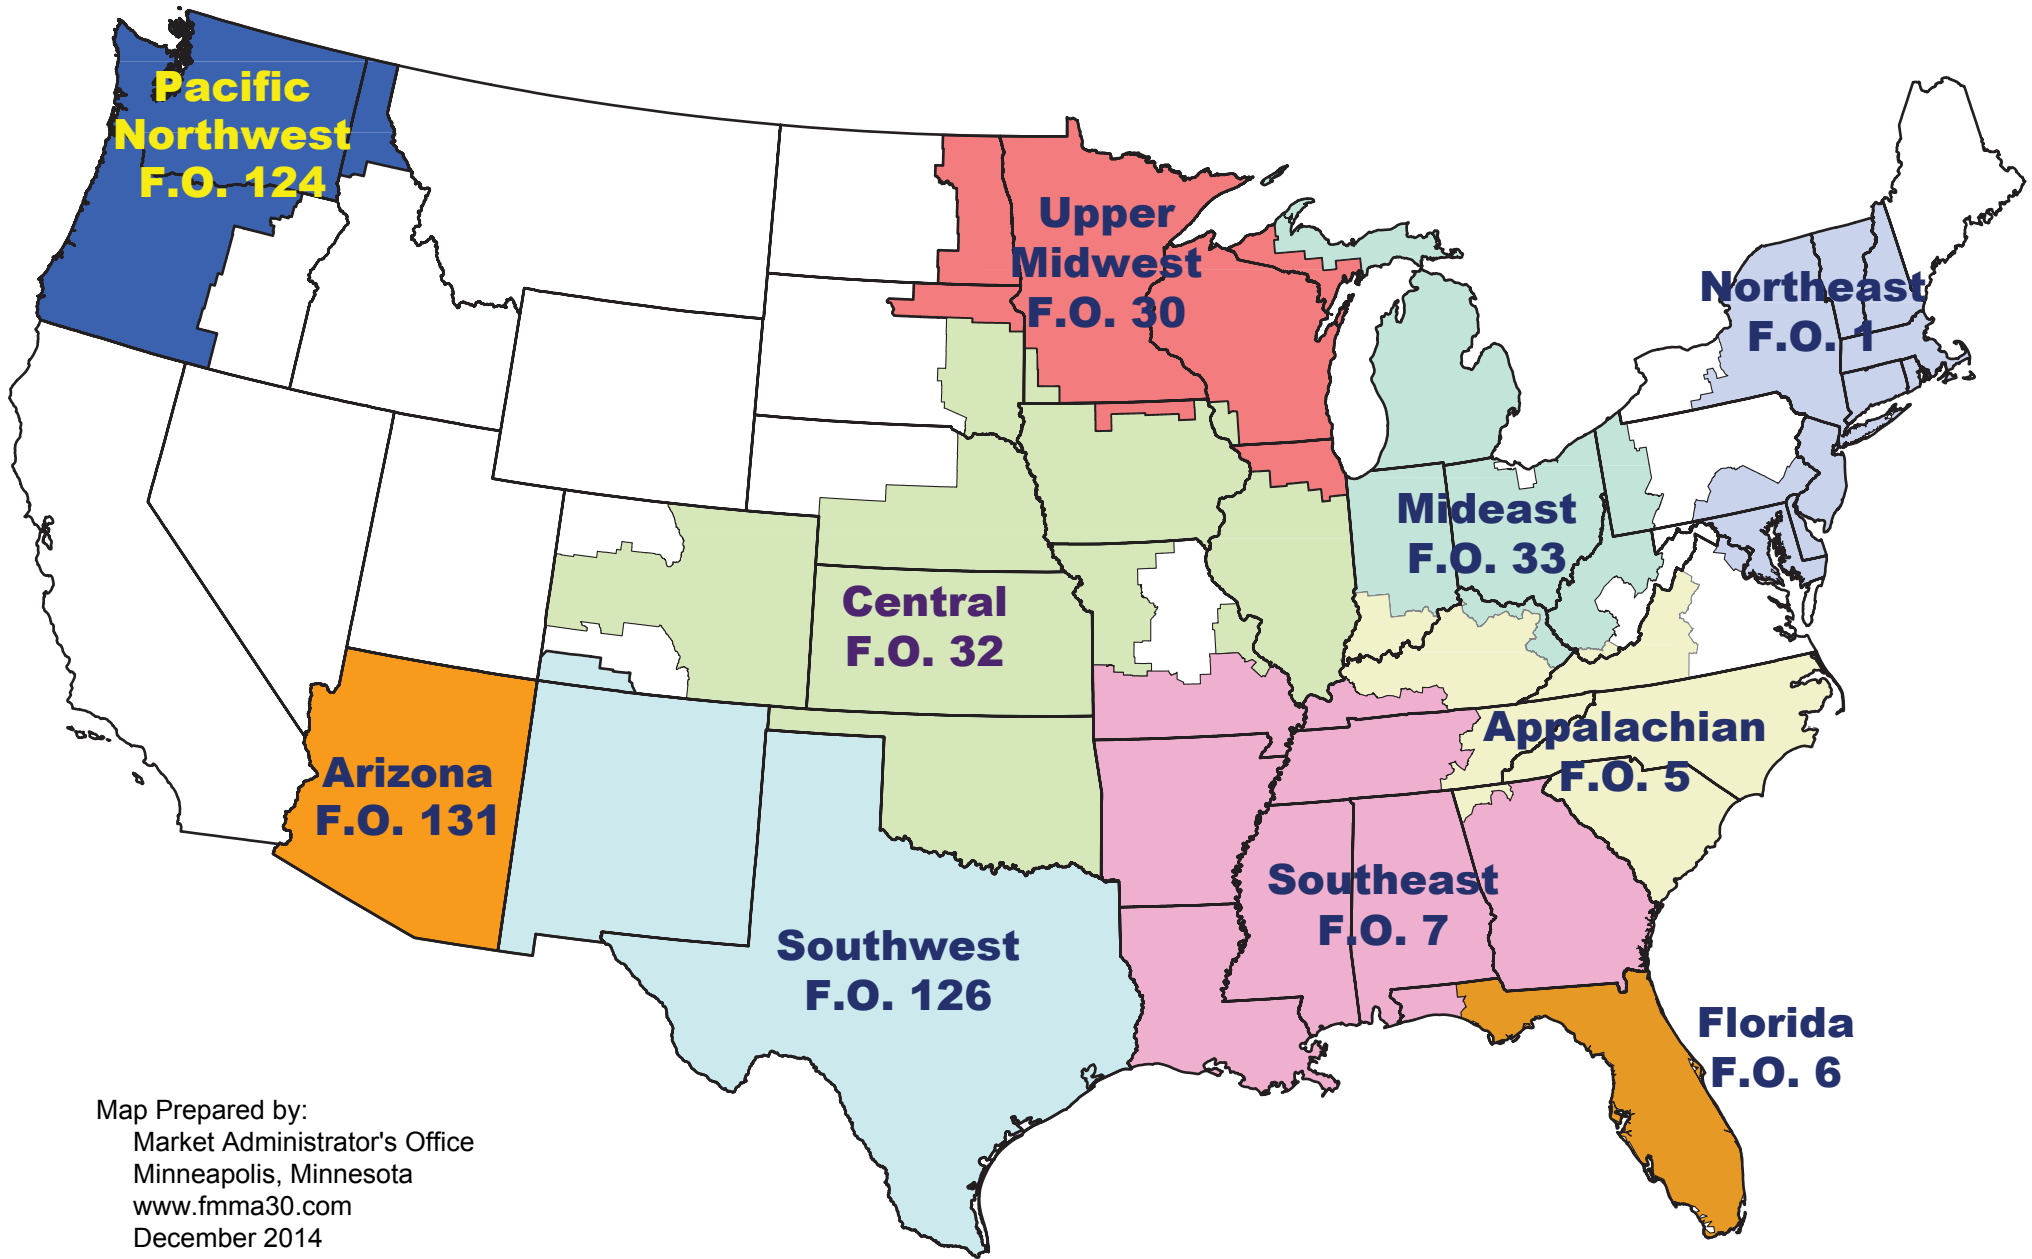 Pacific
Northwest
F.O. 124
Upper
Midwest
F.O. 30
Northeast
F.O. 1
Mideast
F.O. 33
Central
F.O. 32
Appalachian
F.O. 5
Arizona
F.O. 131
Southeast
F.O. 7
Southwest
F.O. 126
Florida
F.O. 6
Map Prepared by:
Market Administrator's Office
Minneapolis, Minnesota
www.fmma30.com
December 2014